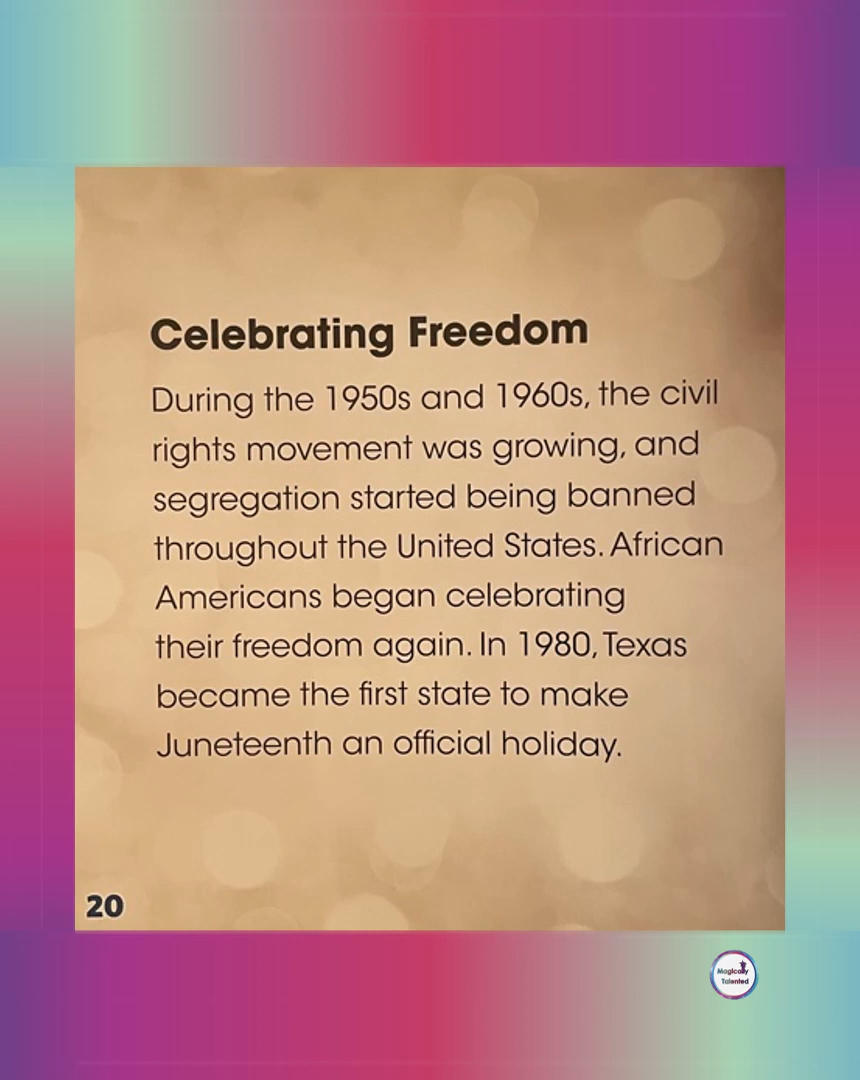 Celebrating Freedom
During the 1950s and 1960s, the civil
rights movement was growing, and
segregation started being banned
throughout the United States. African
Americans began celebrating
their freedom again. In 1980, Texas
became the first state to make
Juneteenth an official holiday.
20
Magically
Talented